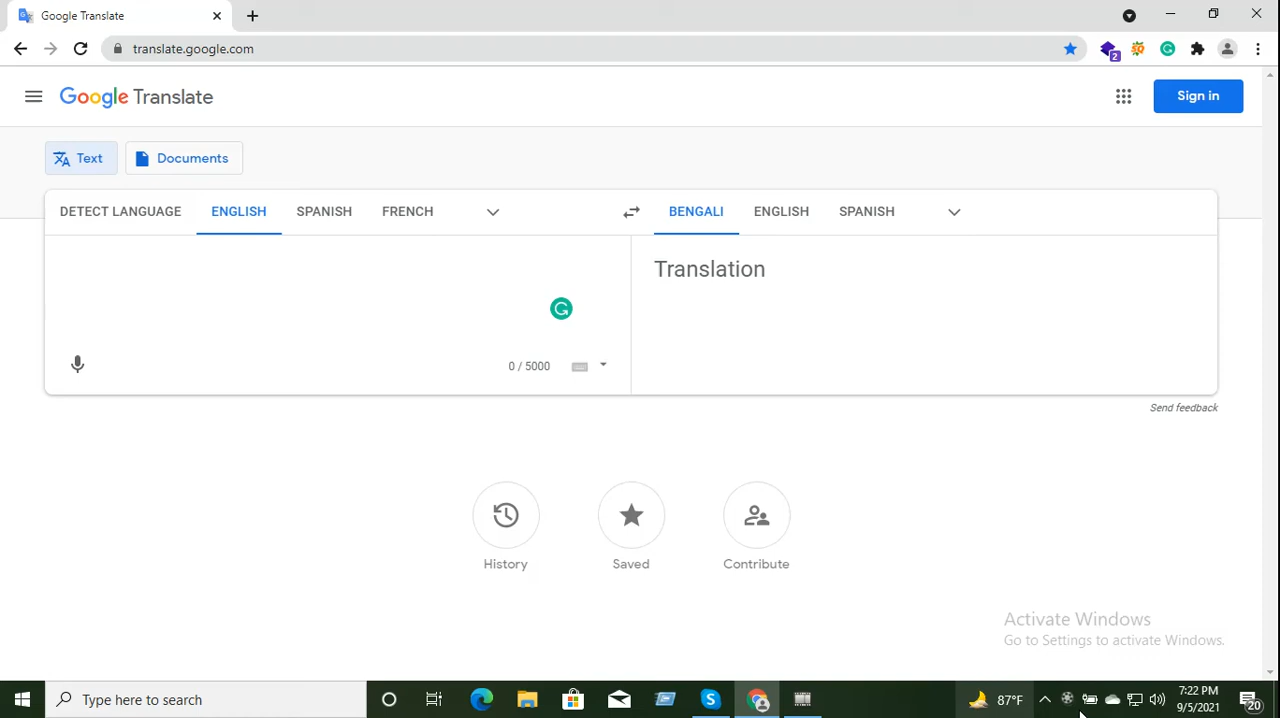 Google Translate
translate.google.com
2
Google Translate
Sign in
Text
Documents
DETECT LANGUAGE
ENGLISH
SPANISH
FRENCH
BENGALI
ENGLISH
SPANISH
Translation
0 / 5000
Send feedback
History
Saved
Contribute
Activate Windows
Go to Settings to activate Windows.
Type here to search
87°F
7:22 PM
9/5/2021
20